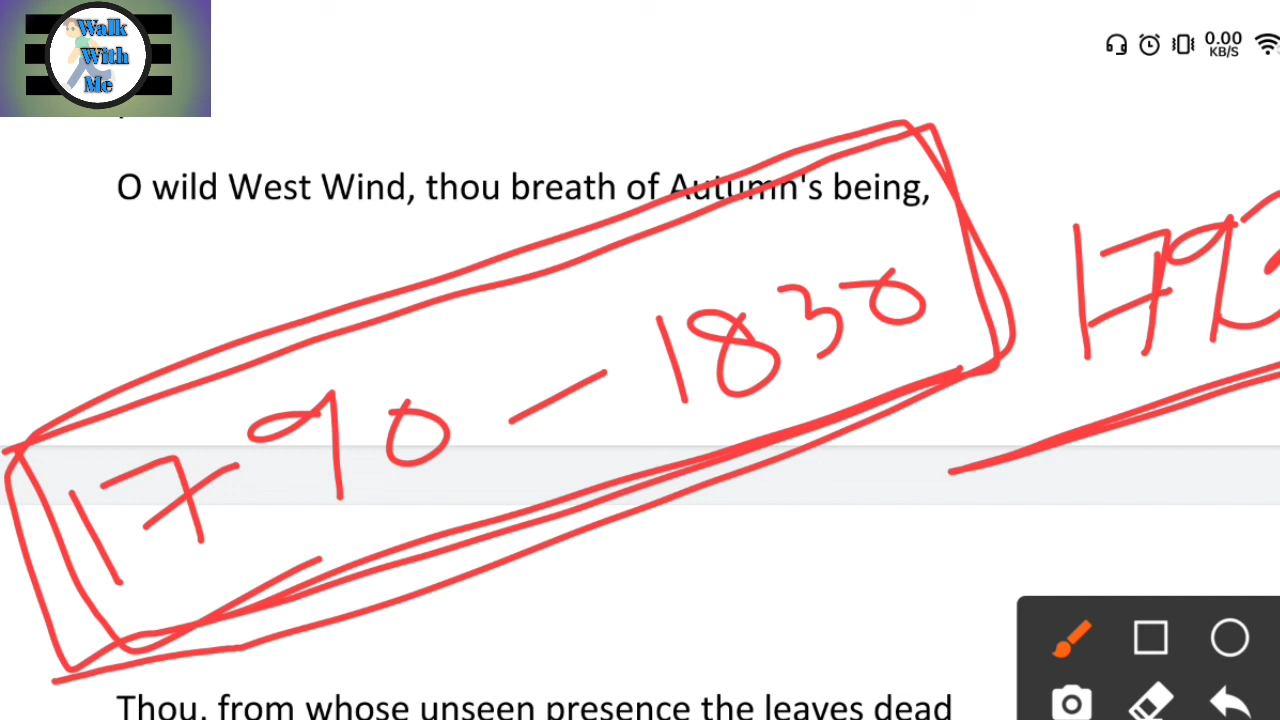 Walk
With
Me
0.00
KB/S
O wild West Wind, thou breath of Autumn's being,
1790 - 1830
Thou, from whose unseen presence the leaves dead